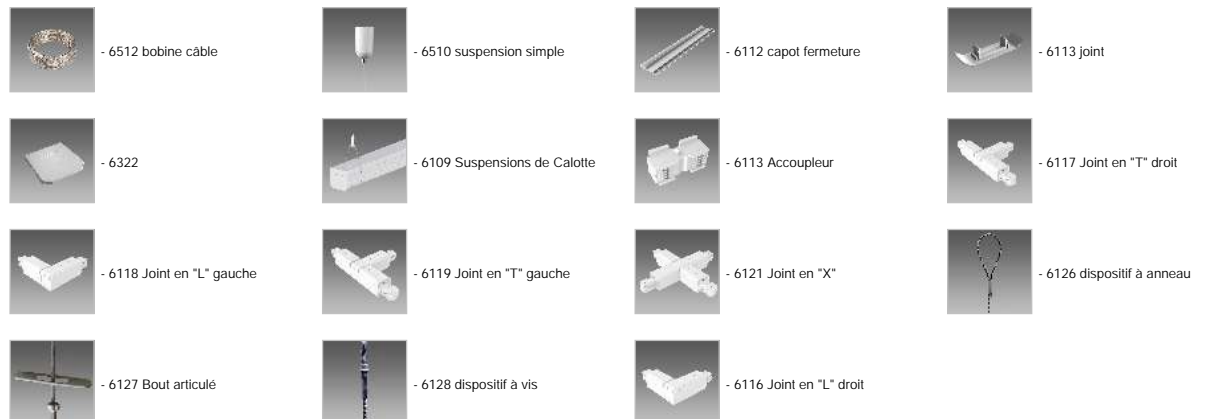 - 6512 bobine câble
- 6510 suspension simple
- 6112 capot fermeture
- 6113 joint
- 6322
- 6109 Suspensions de Calotte
- 6113 Accoupleur
- 6117 Joint en "T" droit
- 6118 Joint en "L" gauche
- 6119 Joint en "T" gauche
- 6121 Joint en "X"
- 6126 dispositif à anneau
- 6127 Bout articulé
- 6128 dispositif à vis
- 6116 Joint en "L" droit